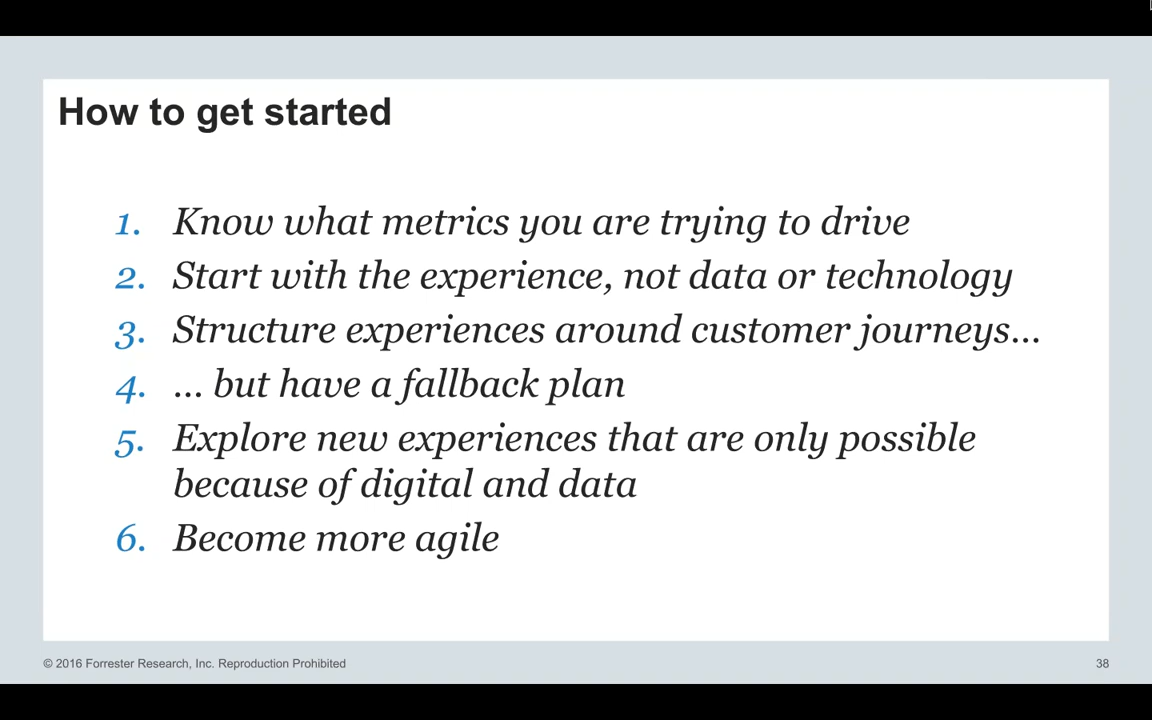 How to get started
1. Know what metrics you are trying to drive
2. Start with the experience, not data or technology
3. Structure experiences around customer journeys...
4. ... but have a fallback plan
5. Explore new experiences that are only possible
because of digital and data
6. Become more agile
© 2016 Forrester Research, Inc. Reproduction Prohibited
38